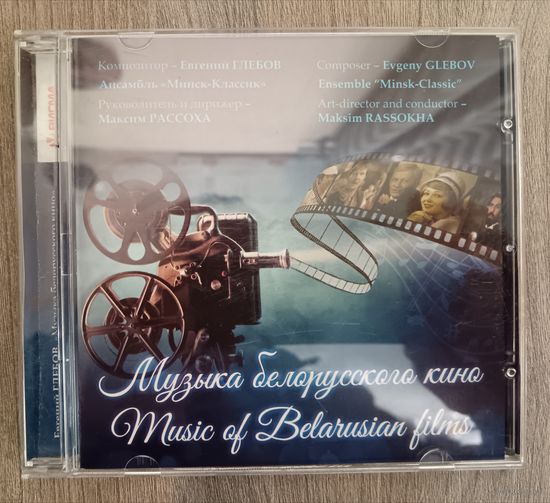 Композитор – Евгений ГЛЕБОВ
Ансамбль «Минск-Классик»
Руководитель и дирижер –
Максим РАССОХА
Composer – Evgeny GLEBOV
Ensemble "Minsk-Classic"
Art-director and conductor –
Maksim RASSOKHA
Музыка белорусского кино
Music of Belarusian films
Евгений ГЛЕБОВ «Музыка белорусского кино»